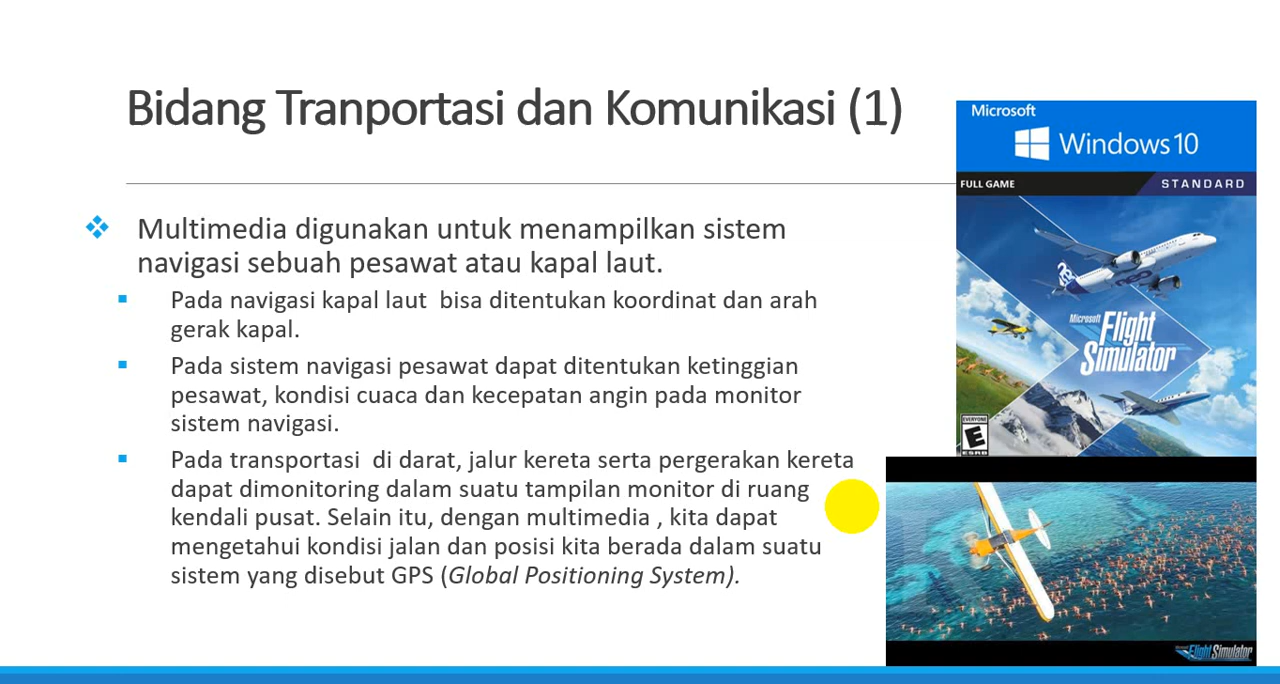 Bidang Tranportasi dan Komunikasi (1)
Multimedia digunakan untuk menampilkan sistem
navigasi sebuah pesawat atau kapal laut.
Pada navigasi kapal laut bisa ditentukan koordinat dan arah
gerak kapal.
Pada sistem navigasi pesawat dapat ditentukan ketinggian
pesawat, kondisi cuaca dan kecepatan angin pada monitor
sistem navigasi.
Pada transportasi di darat, jalur kereta serta pergerakan kereta
dapat dimonitoring dalam suatu tampilan monitor di ruang
kendali pusat. Selain itu, dengan multimedia , kita dapat
mengetahui kondisi jalan dan posisi kita berada dalam suatu
sistem yang disebut GPS (Global Positioning System).
Microsoft
Windows 10
FULL GAME
STANDARD
Microsoft
Flight
Simulator
EVERYONE
E
ESRB
Flight Simulator